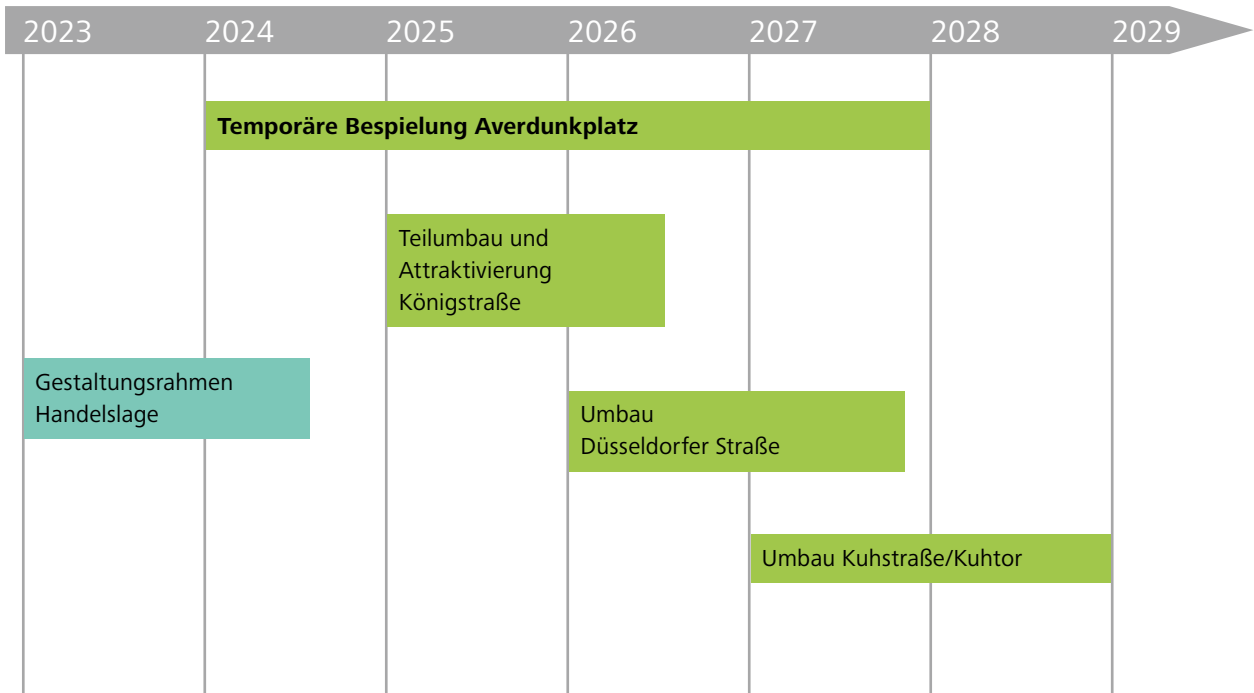 2023 2024 2025 2026 2027 2028 2029
Temporäre Bespielung Averdunkplatz
Teilumbau und
Attraktivierung
Königstraße
Gestaltungsrahmen
Handelslage
Umbau
Düsseldorfer Straße
Umbau Kuhstraße/Kuhtor